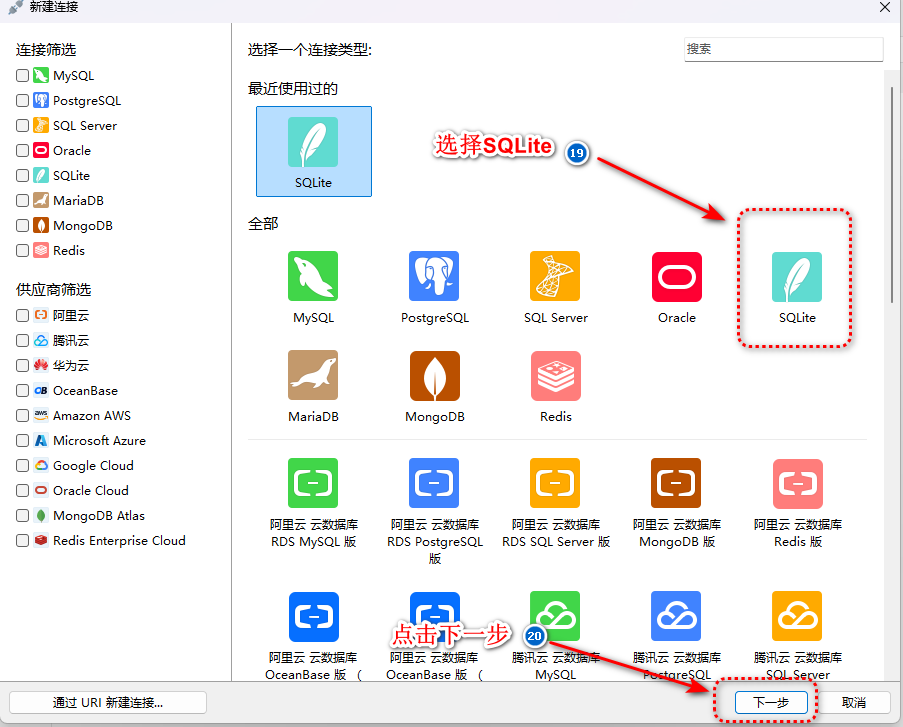 新建连接
连接筛选
MySQL
PostgreSQL
SQL Server
Oracle
SQLite
MariaDB
MongoDB
Redis
供应商筛选
阿里云
腾讯云
华为云
OceanBase
Amazon AWS
Microsoft Azure
Google Cloud
Oracle Cloud
MongoDB Atlas
Redis Enterprise Cloud
选择一个连接类型:
搜索
最近使用过的
SQLite
选择SQLite 19
全部
MySQL
PostgreSQL
SQL Server
Oracle
SQLite
MariaDB
MongoDB
Redis
阿里云 云数据库
RDS MySQL 版
阿里云 云数据库
RDS PostgreSQL
版
阿里云 云数据库
RDS SQL Server 版
阿里云 云数据库
MongoDB 版
阿里云 云数据库
Redis 版
点击下一步 20
阿里云 云数据库
OceanBase 版 (
阿里云 云数据库
OceanBase 版 (
腾讯云 云数据库
MySQL
腾讯云 云数据库
PostgreSQL
腾讯云 云数据库
SQL Server
通过 URI 新建连接...
下一步
取消